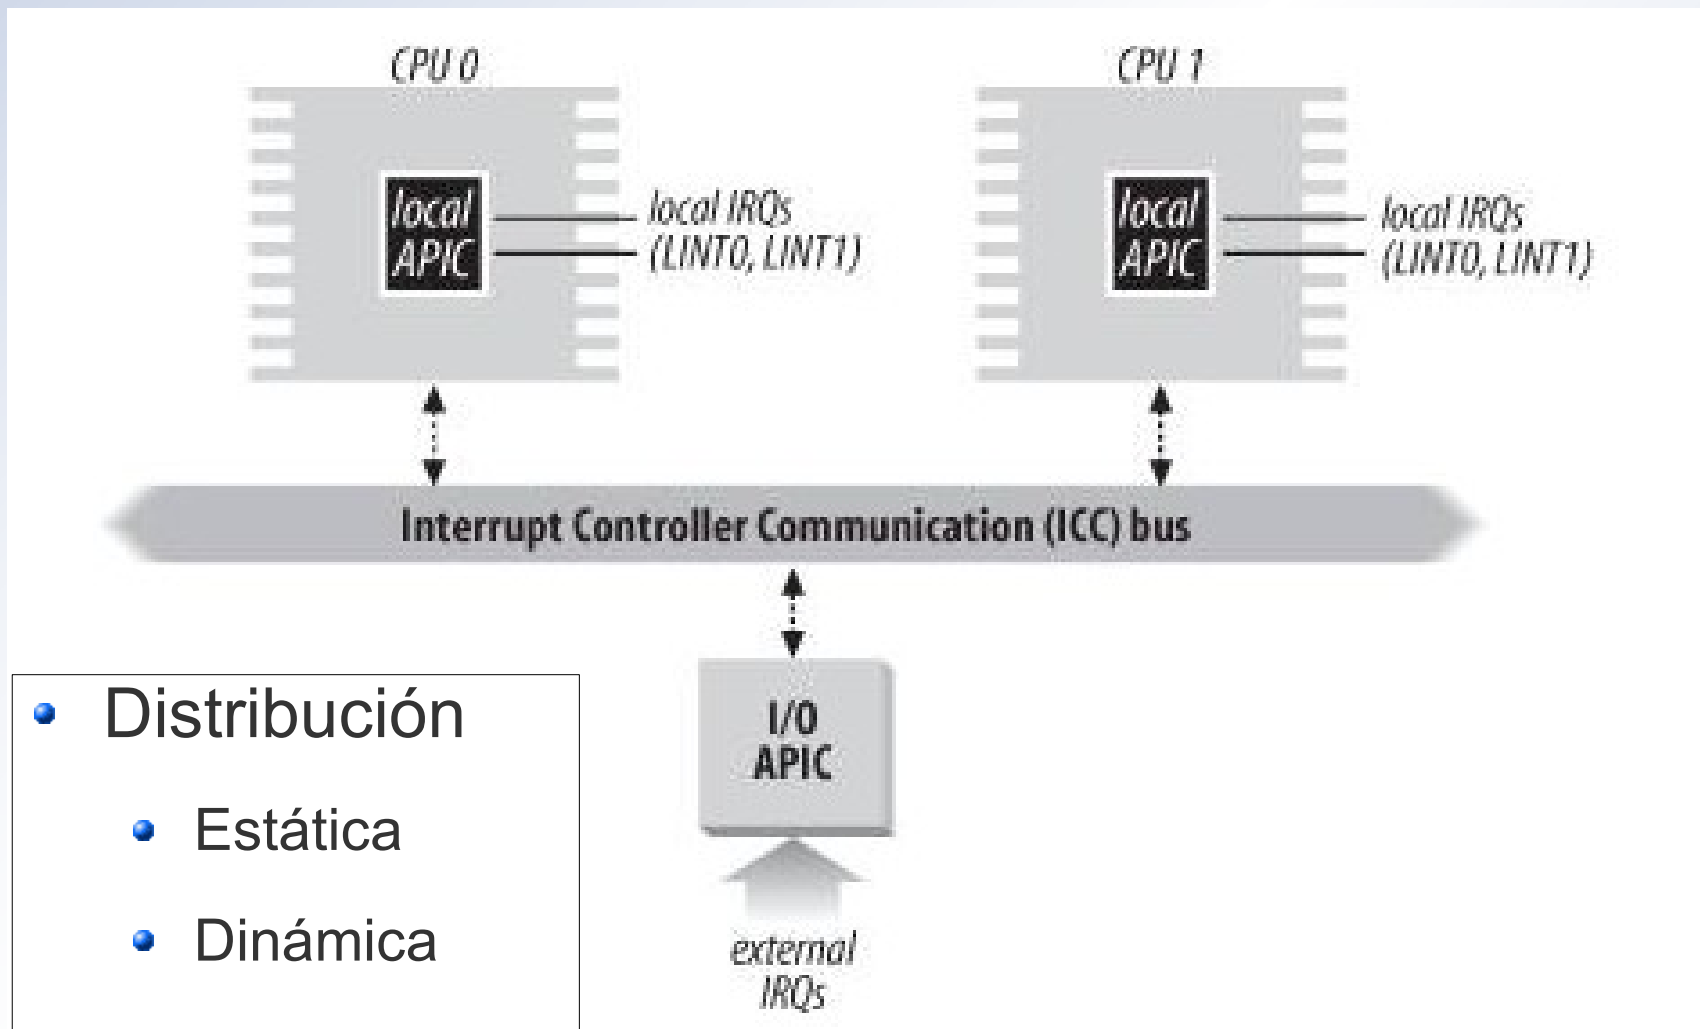 CPU 0
CPU 1
local
APIC
local IRQs
(LINT0, LINT1)
local
APIC
local IRQs
(LINT0, LINT1)
Interrupt Controller Communication (ICC) bus
I/O
APIC
external
IRQs
Distribución
Estática
Dinámica